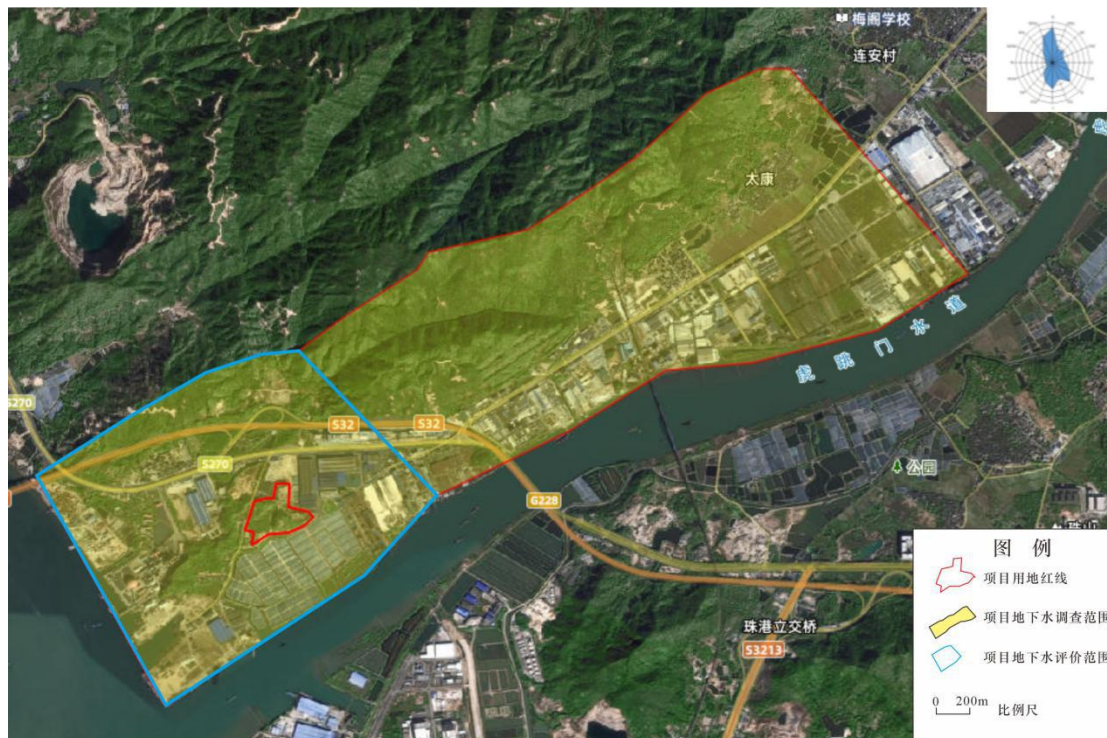 梅阁学校
连安村
太康
虎跳门水道
S270
S32
S32
S270
G228
公园
珠港立交桥
S3213
图 例
项目用地红线
项目地下水调查范围
项目地下水评价范围
0 200m
比例尺